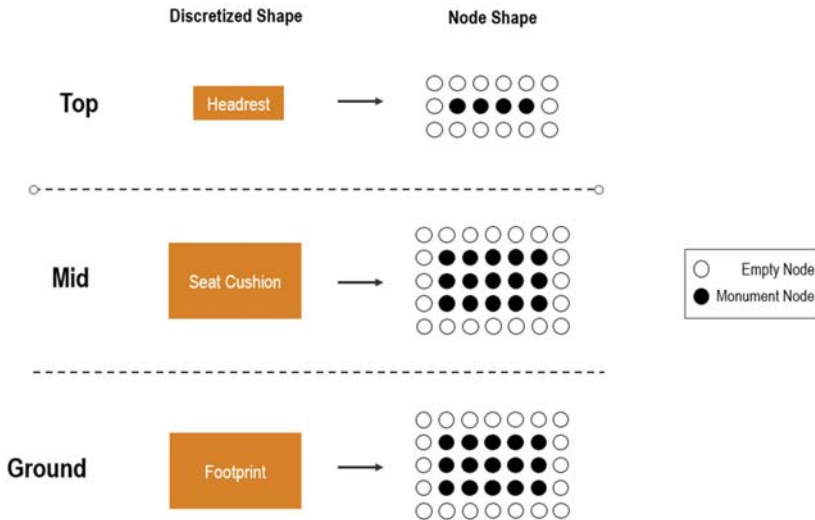 Discretized Shape
Node Shape
Top
Headrest
Mid
Seat Cushion
Empty Node
Monument Node
Ground
Footprint